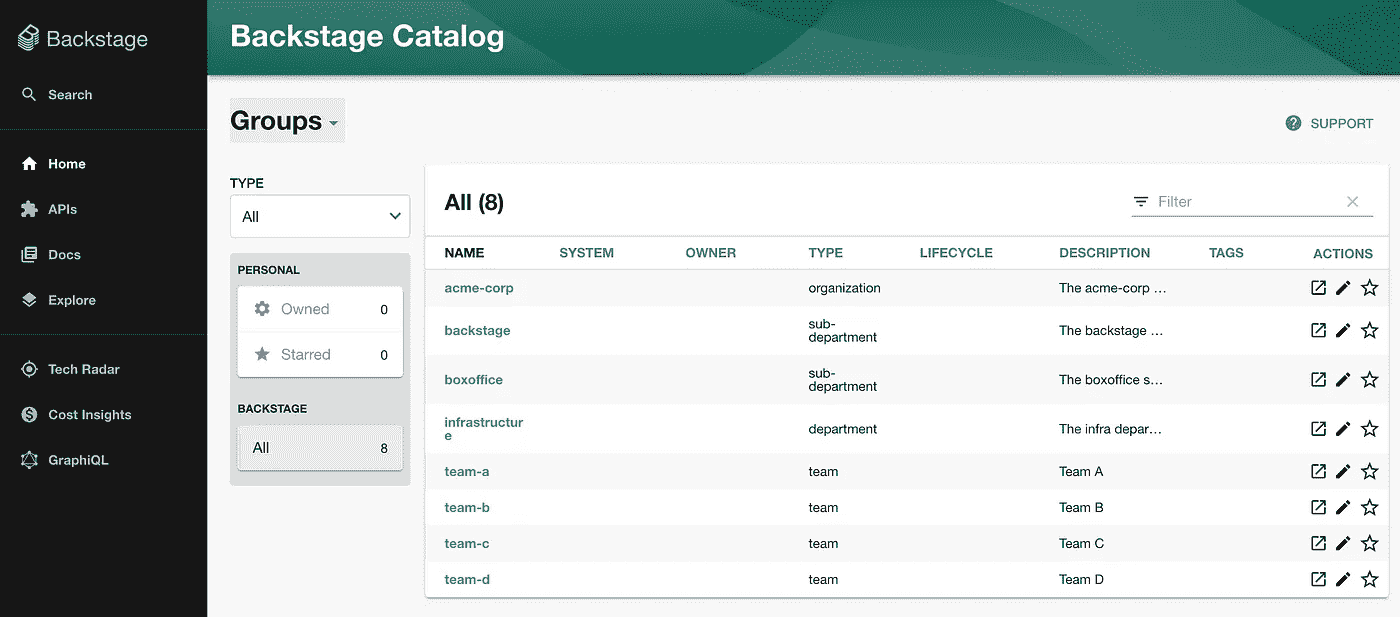 Backstage
Search
Home
APIs
Docs
Explore
Tech Radar
Cost Insights
GraphiQL
Backstage Catalog
Groups
SUPPORT
TYPE
All
PERSONAL
Owned 0
Starred 0
BACKSTAGE
All 8
All (8)
Filter
NAME SYSTEM OWNER TYPE LIFECYCLE DESCRIPTION TAGS ACTIONS
acme-corp organization The acme-corp …
backstage sub-
department The backstage …
boxoffice sub-
department The boxoffice s…
infrastructur
e department The infra depar…
team-a team Team A
team-b team Team B
team-c team Team C
team-d team Team D